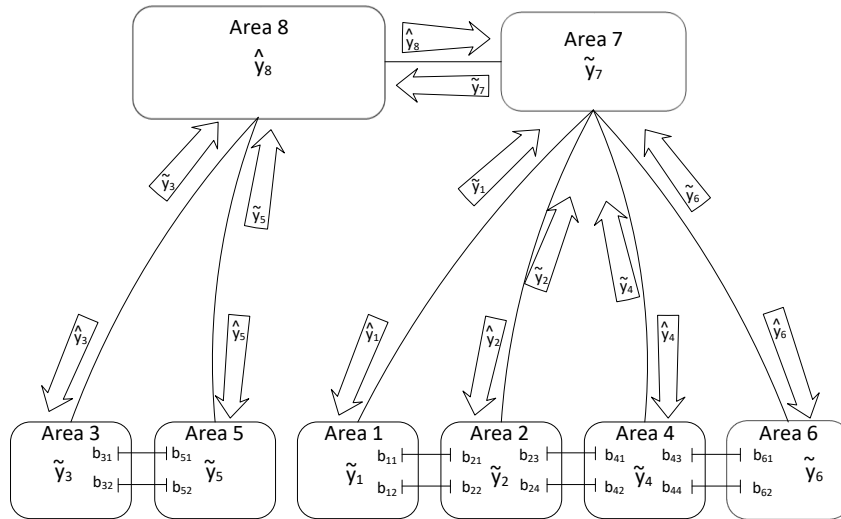 Area 8
ŷ₈
Area 7
ỹ₇
ŷ₈
ỹ₇
ỹ₃
ỹ₅
ỹ₁
ỹ₂
ỹ₄
ỹ₆
ŷ₃
ŷ₅
ŷ₁
ŷ₂
ŷ₄
ŷ₆
Area 3
b₃₁
ỹ₃
b₃₂
Area 5
b₅₁
ỹ₅
b₅₂
Area 1
b₁₁
ỹ₁
b₁₂
Area 2
b₂₁ b₂₃
ỹ₂
b₂₂ b₂₄
Area 4
b₄₁ b₄₃
ỹ₄
b₄₂ b₄₄
Area 6
b₆₁
ỹ₆
b₆₂